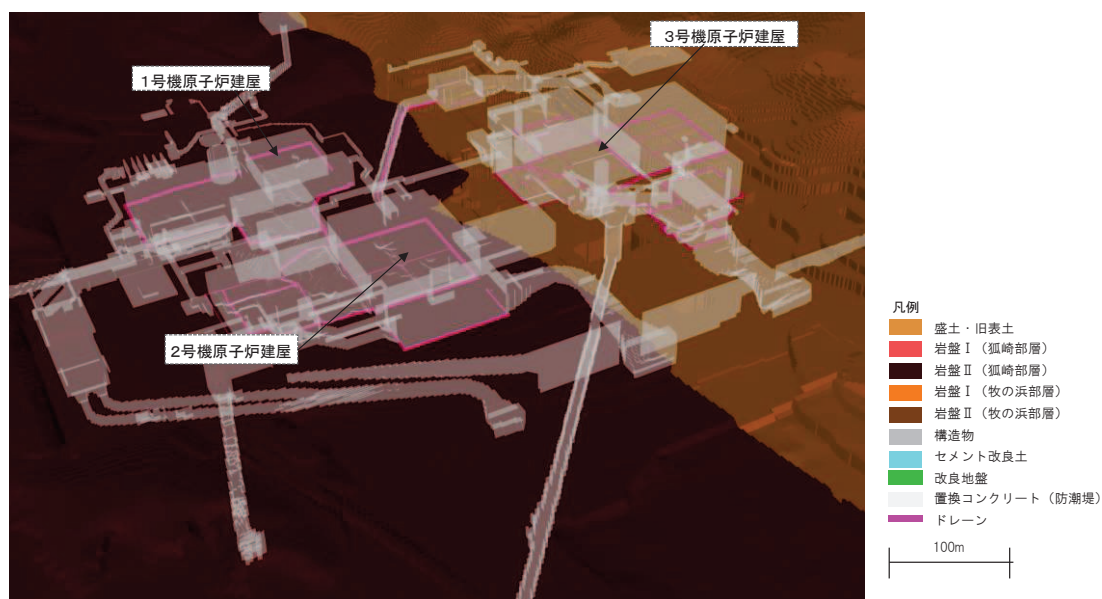 3号機原子炉建屋
1号機原子炉建屋
2号機原子炉建屋
凡例
盛土・旧表土
岩盤Ⅰ(狐崎部層)
岩盤Ⅱ(狐崎部層)
岩盤Ⅰ(牧の浜部層)
岩盤Ⅱ(牧の浜部層)
構造物
セメント改良土
改良地盤
置換コンクリート(防潮堤)
ドレーン
100m